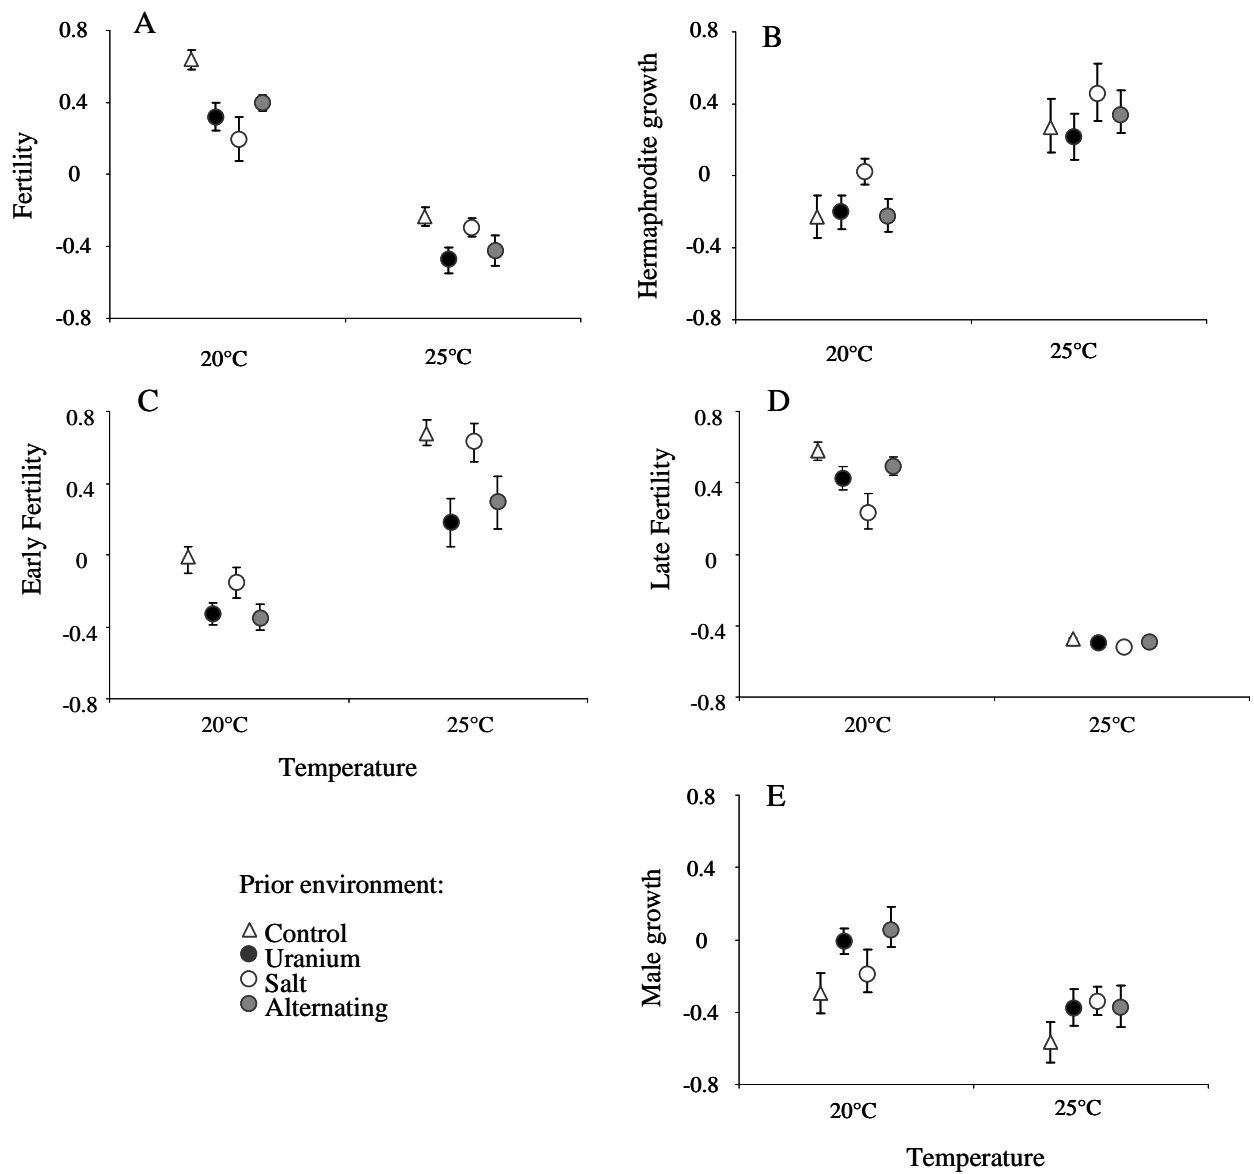 A
0.8
0.4
0
-0.4
-0.8
Fertility
20°C
25°C
B
0.8
0.4
0
-0.4
-0.8
Hermaphrodite growth
20°C
25°C
C
0.8
0.4
0
-0.4
-0.8
Early Fertility
20°C
25°C
Temperature
D
0.8
0.4
0
-0.4
-0.8
Late Fertility
20°C
25°C
E
0.8
0.4
0
-0.4
-0.8
Male growth
20°C
25°C
Temperature
Prior environment:
Control
Uranium
Salt
Alternating